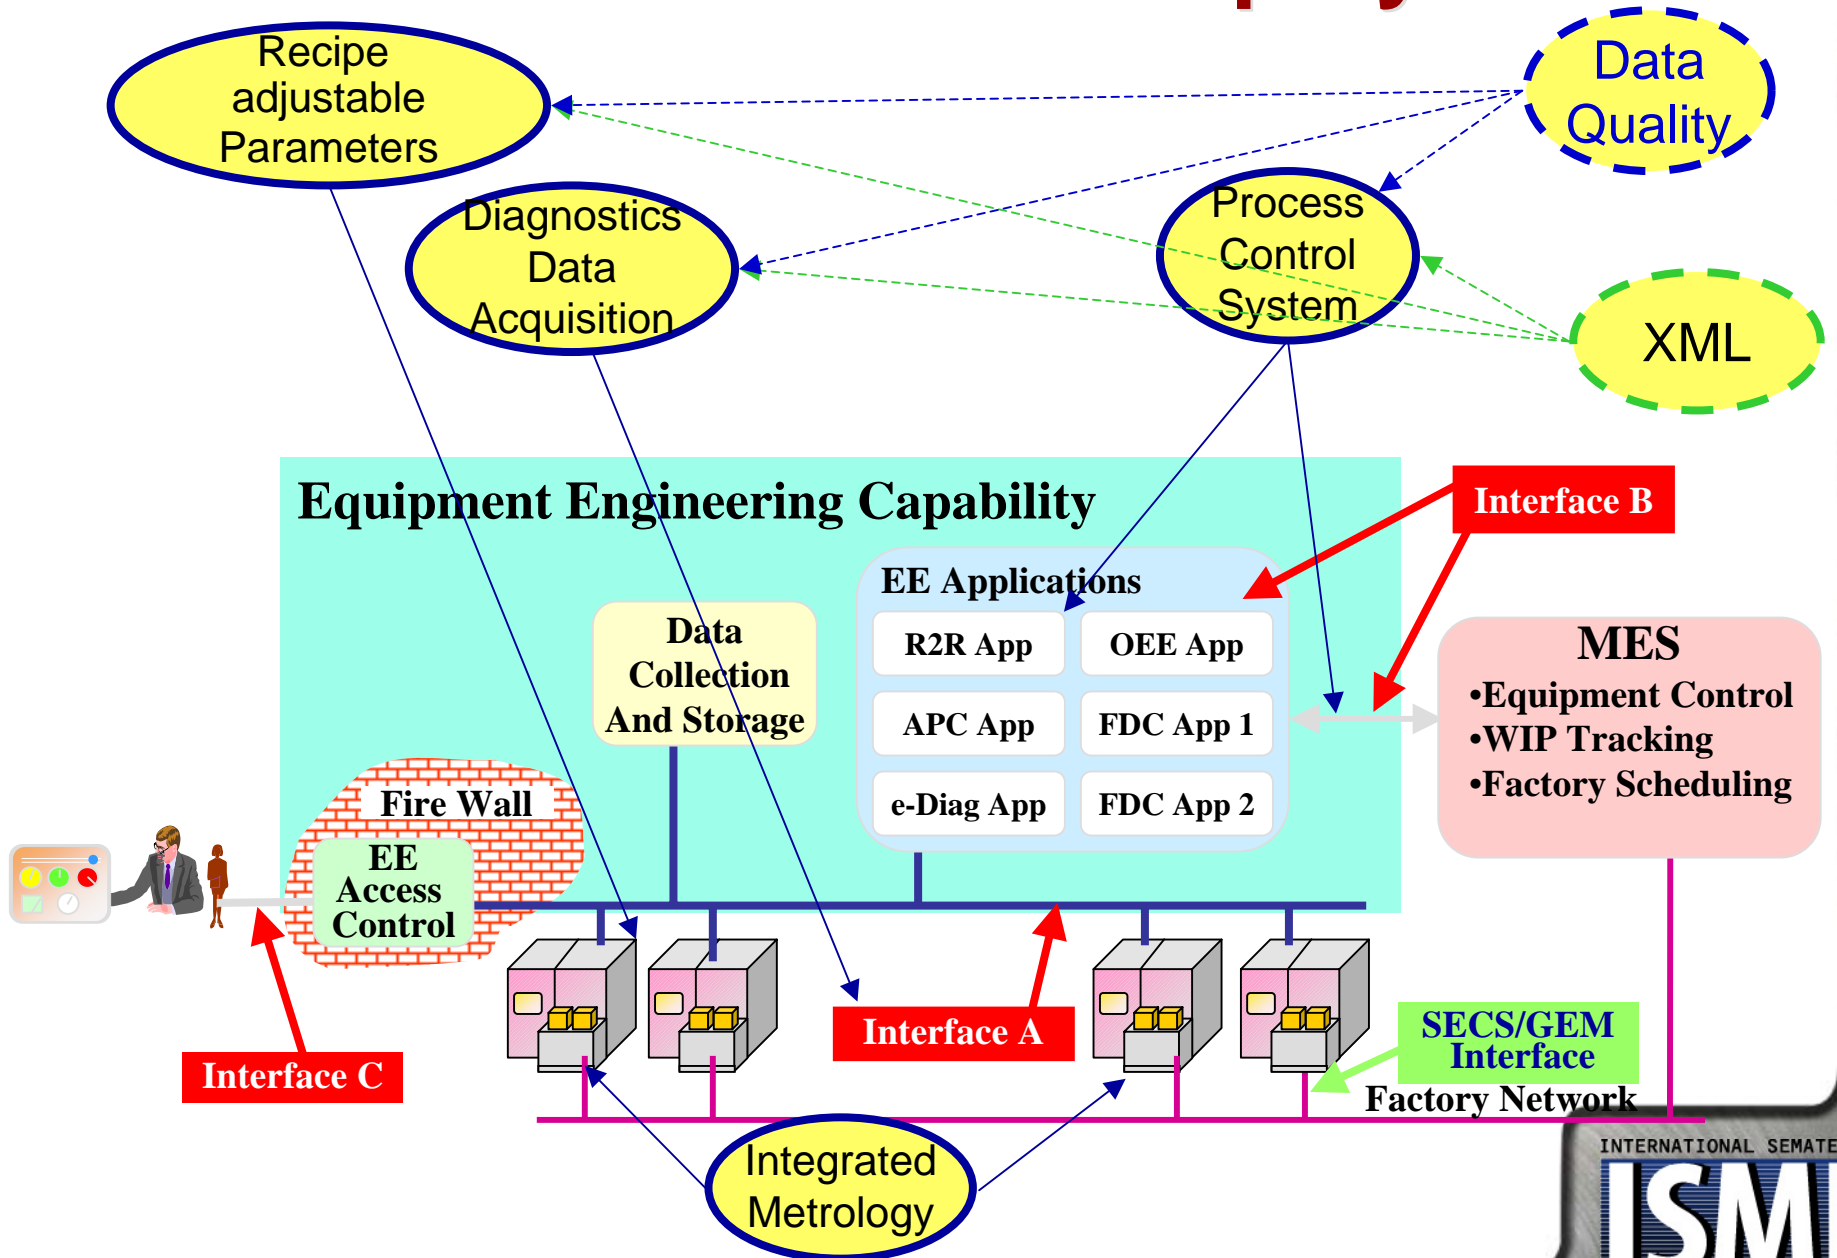 Recipe
adjustable
Parameters
Data
Quality
Diagnostics
Data
Acquisition
Process
Control
System
XML
Equipment Engineering Capability
Interface B
EE Applications
R2R App
OEE App
APC App
FDC App 1
e-Diag App
FDC App 2
Data
Collection
And Storage
MES
•Equipment Control
•WIP Tracking
•Factory Scheduling
Fire Wall
EE
Access
Control
Interface A
Interface C
SECS/GEM
Interface
Factory Network
Integrated
Metrology
INTERNATIONAL SEMATE
ISMI